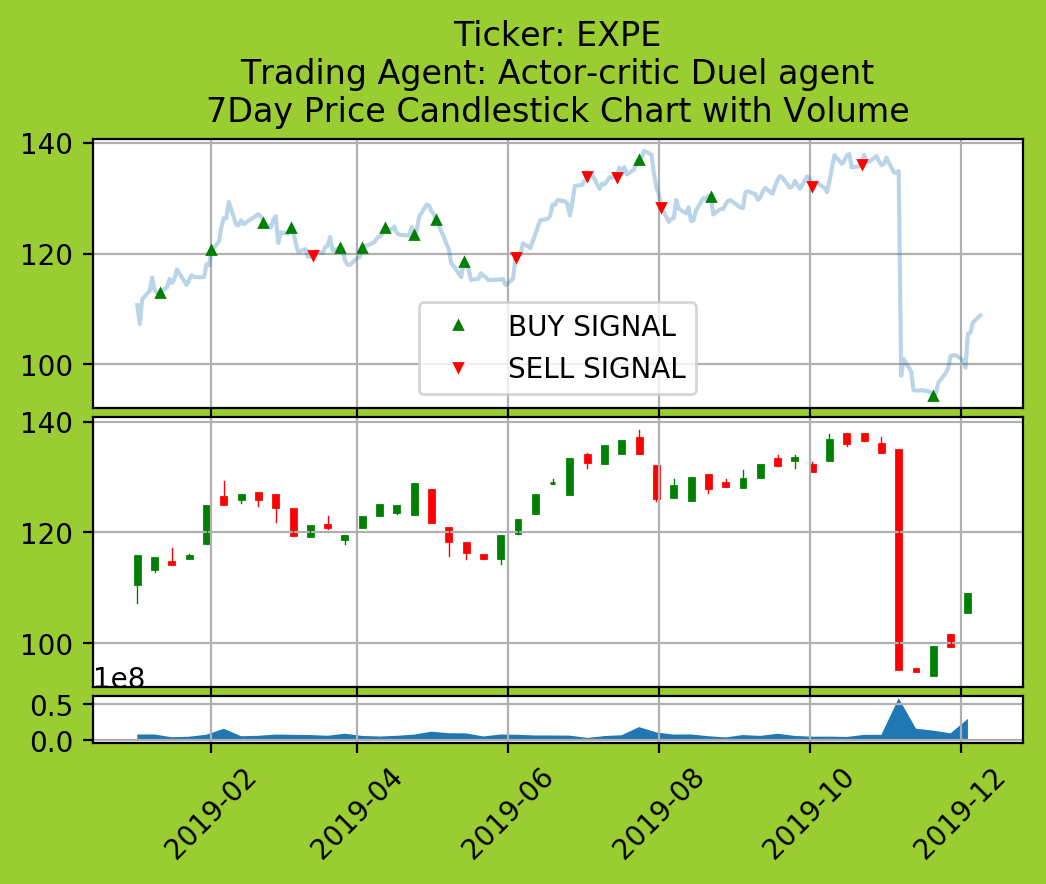 Ticker: EXPE
Trading Agent: Actor-critic Duel agent
7Day Price Candlestick Chart with Volume
140
120
100
BUY SIGNAL
SELL SIGNAL
140
120
100
1e8
0.5
0.0
2019-02
2019-04
2019-06
2019-08
2019-10
2019-12